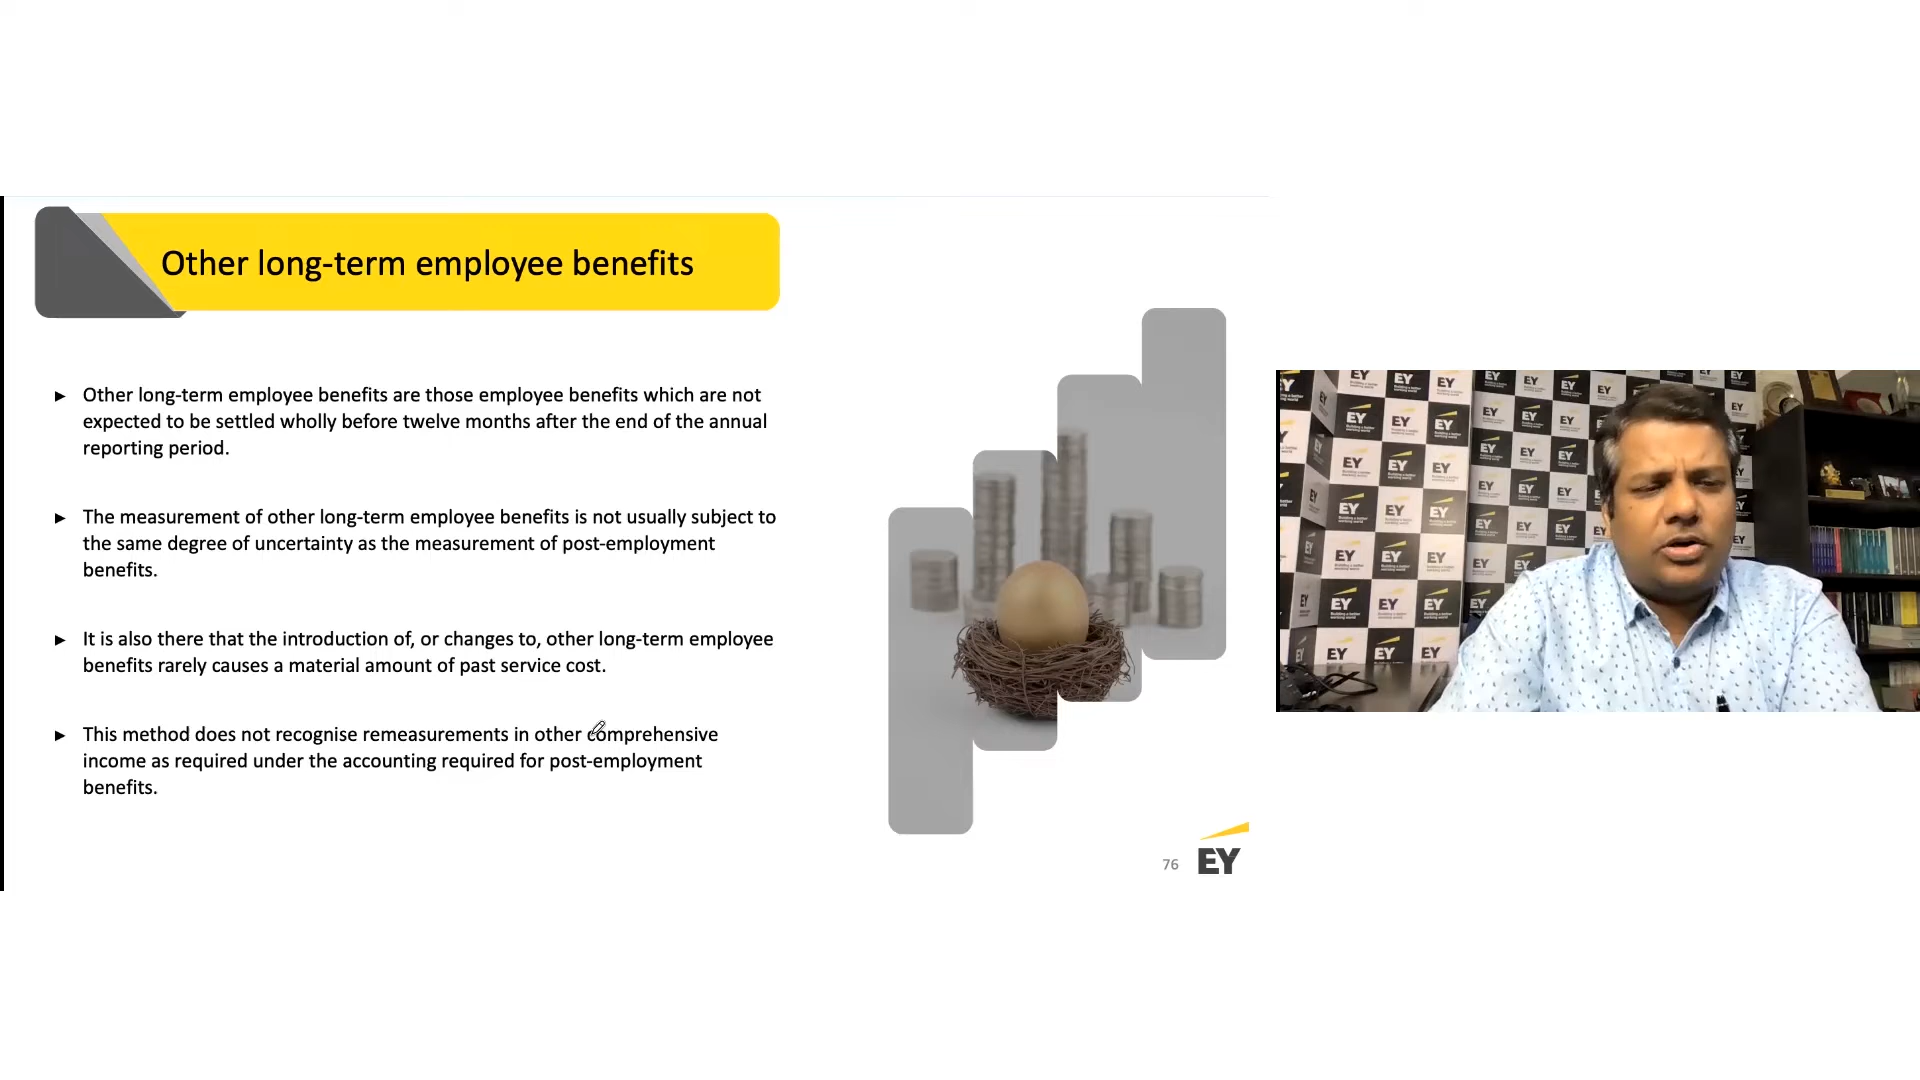 Other long-term employee benefits
► Other long-term employee benefits are those employee benefits which are not
expected to be settled wholly before twelve months after the end of the annual
reporting period.
► The measurement of other long-term employee benefits is not usually subject to
the same degree of uncertainty as the measurement of post-employment
benefits.
► It is also there that the introduction of, or changes to, other long-term employee
benefits rarely causes a material amount of past service cost.
► This method does not recognise remeasurements in other comprehensive
income as required under the accounting required for post-employment
benefits.
76
EY
EY
Building a better
working world